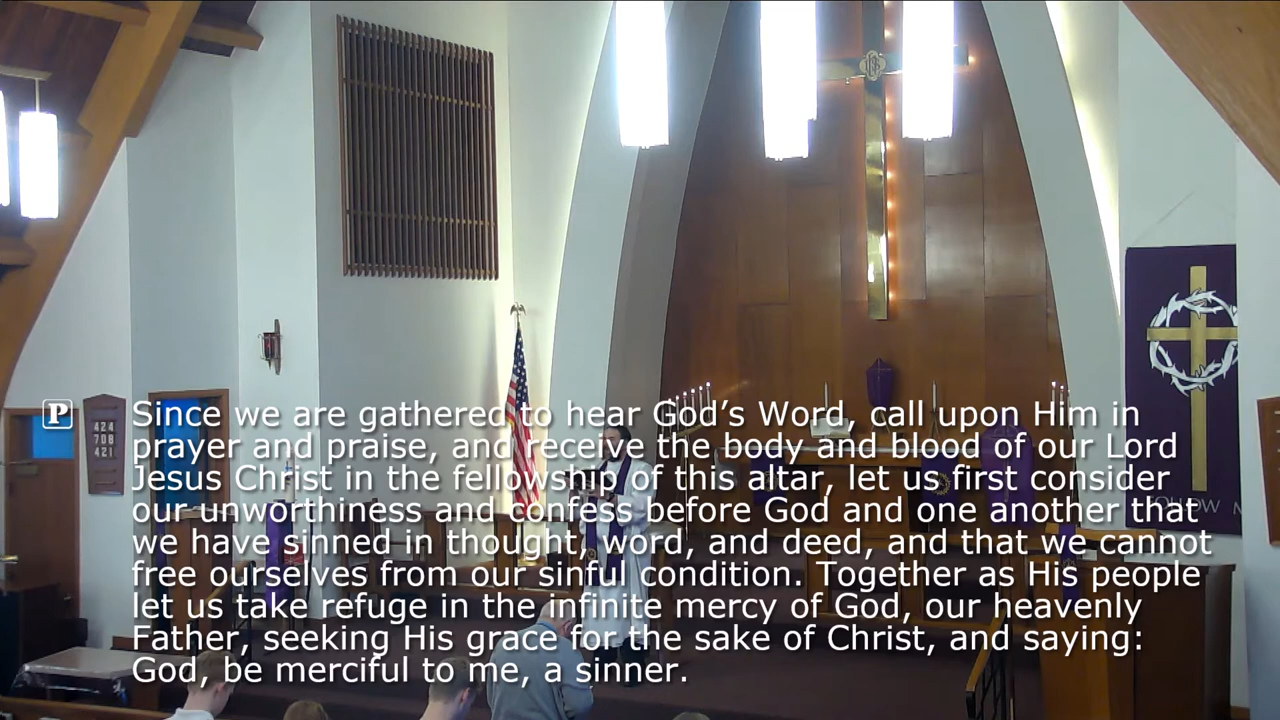 424
708
421
P
Since we are gathered to hear God's Word, call upon Him in
prayer and praise, and receive the body and blood of our Lord
Jesus Christ in the fellowship of this altar, let us first consider
our unworthiness and confess before God and one another that
we have sinned in thought, word, and deed, and that we cannot
free ourselves from our sinful condition. Together as His people
let us take refuge in the infinite mercy of God, our heavenly
Father, seeking His grace for the sake of Christ, and saying:
God, be merciful to me, a sinner.
FOLLOW M